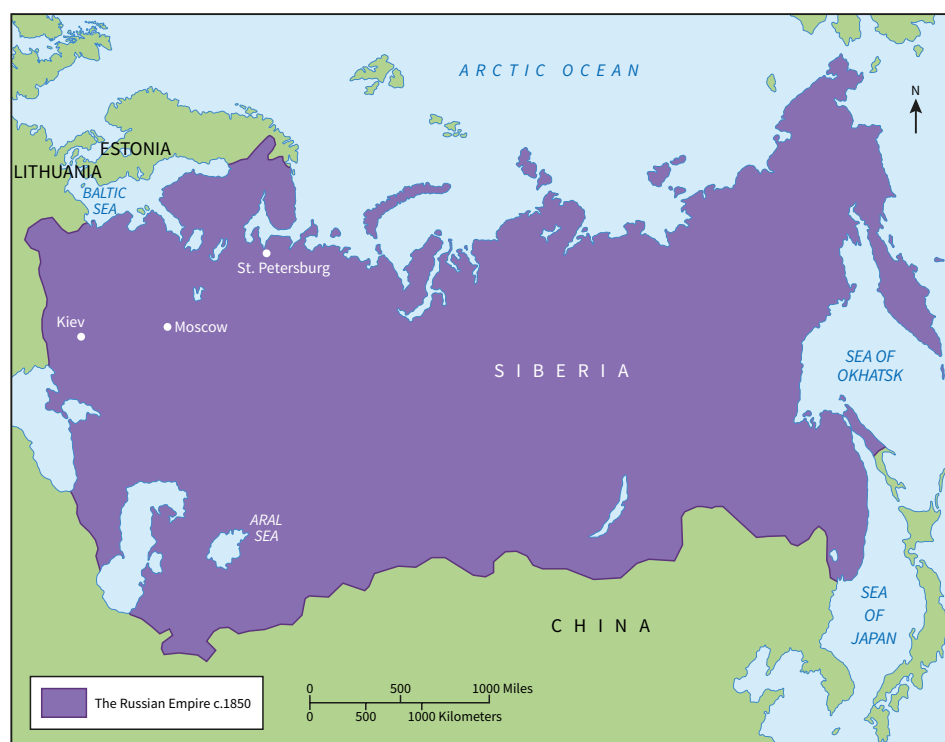 ARCTIC OCEAN
N
ESTONIA
LITHUANIA
BALTIC
SEA
St. Petersburg
Kiev
Moscow
SIBERIA
SEA OF
OKHATSK
ARAL
SEA
CHINA
SEA
OF
JAPAN
The Russian Empire c.1850
0 500 1000 Miles
0 500 1000 Kilometers